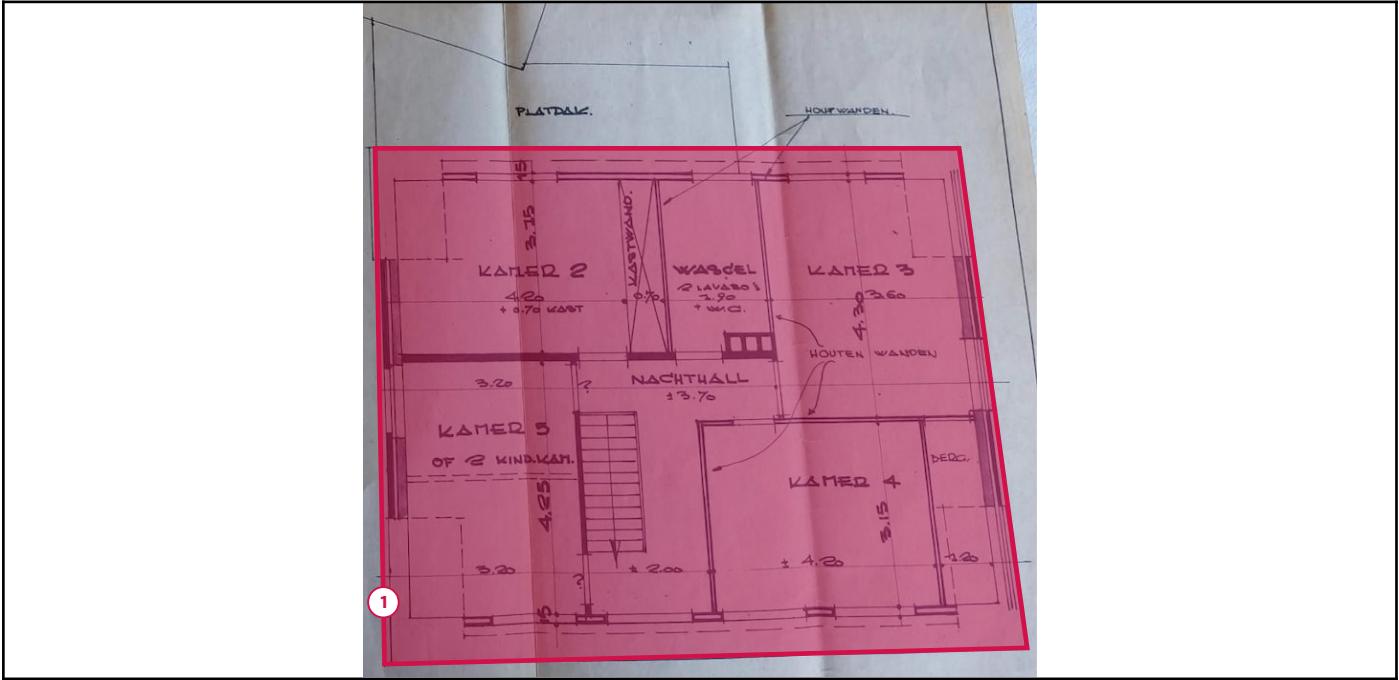 PLATDAK.
HOUTWANDEN.
15
3.15
KASTWAND.
KAMER 2
4.20
+ 0.70 KAST
0.70
WASCEL
2 LAVABO'S
1.90
+ W.C.
KAMER 3
3.60
4.30
HOUTEN WANDEN
NACHTHALL
± 3.70
3.20
?
KAMER 5
OF 2 KIND.KAM.
4.25
BERG.
KAMER 4
3.15
3.20
?
± 2.00
± 4.20
1.20
15
1